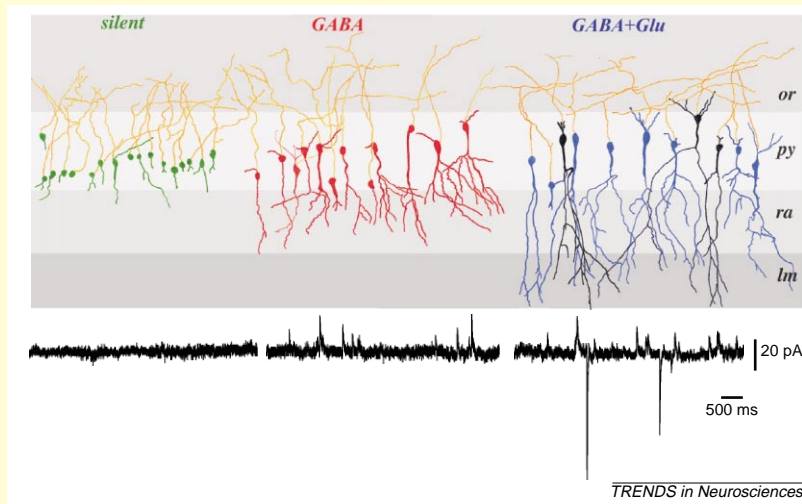 silent GABA GABA+Glu
or
py
ra
lm
20 pA
500 ms
TRENDS in Neurosciences